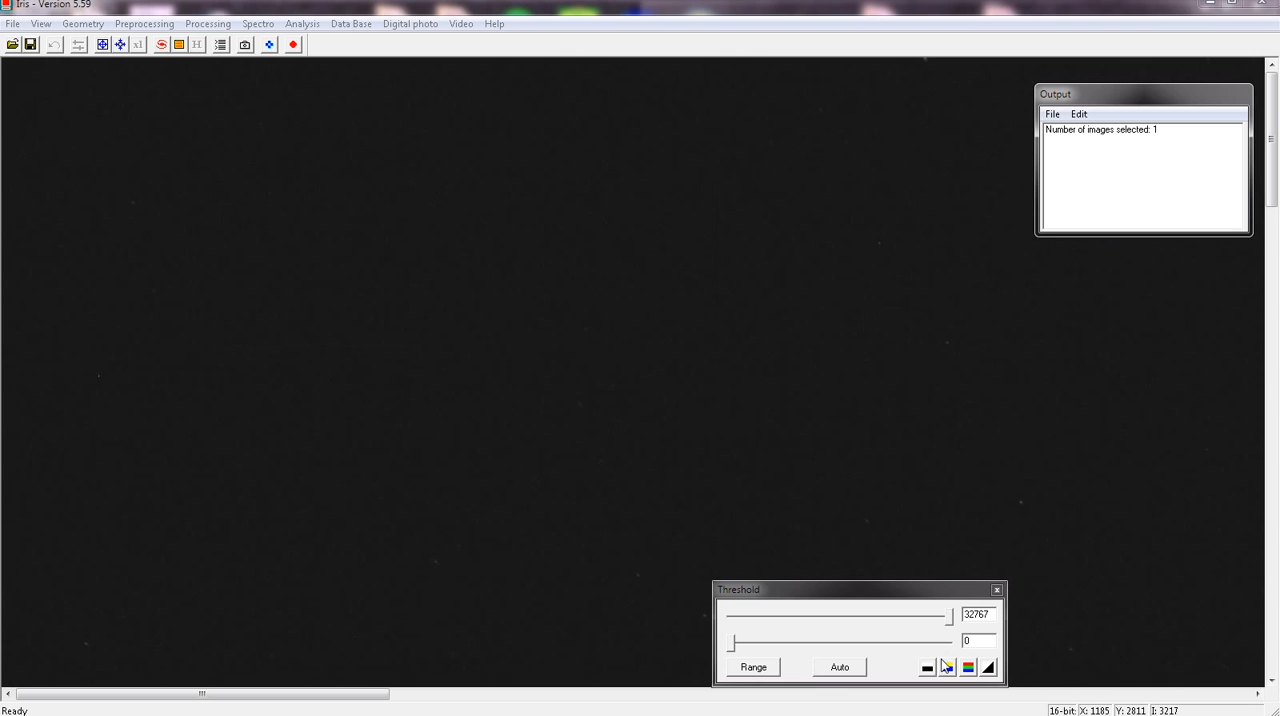 Iris - Version 5.59
File View Geometry Preprocessing Processing Spectro Analysis Data Base Digital photo Video Help
x1 H
Output
File Edit
Number of images selected: 1
Threshold
32767
0
Range Auto
Ready 16-bit: X: 1185 Y: 2811 I: 3217